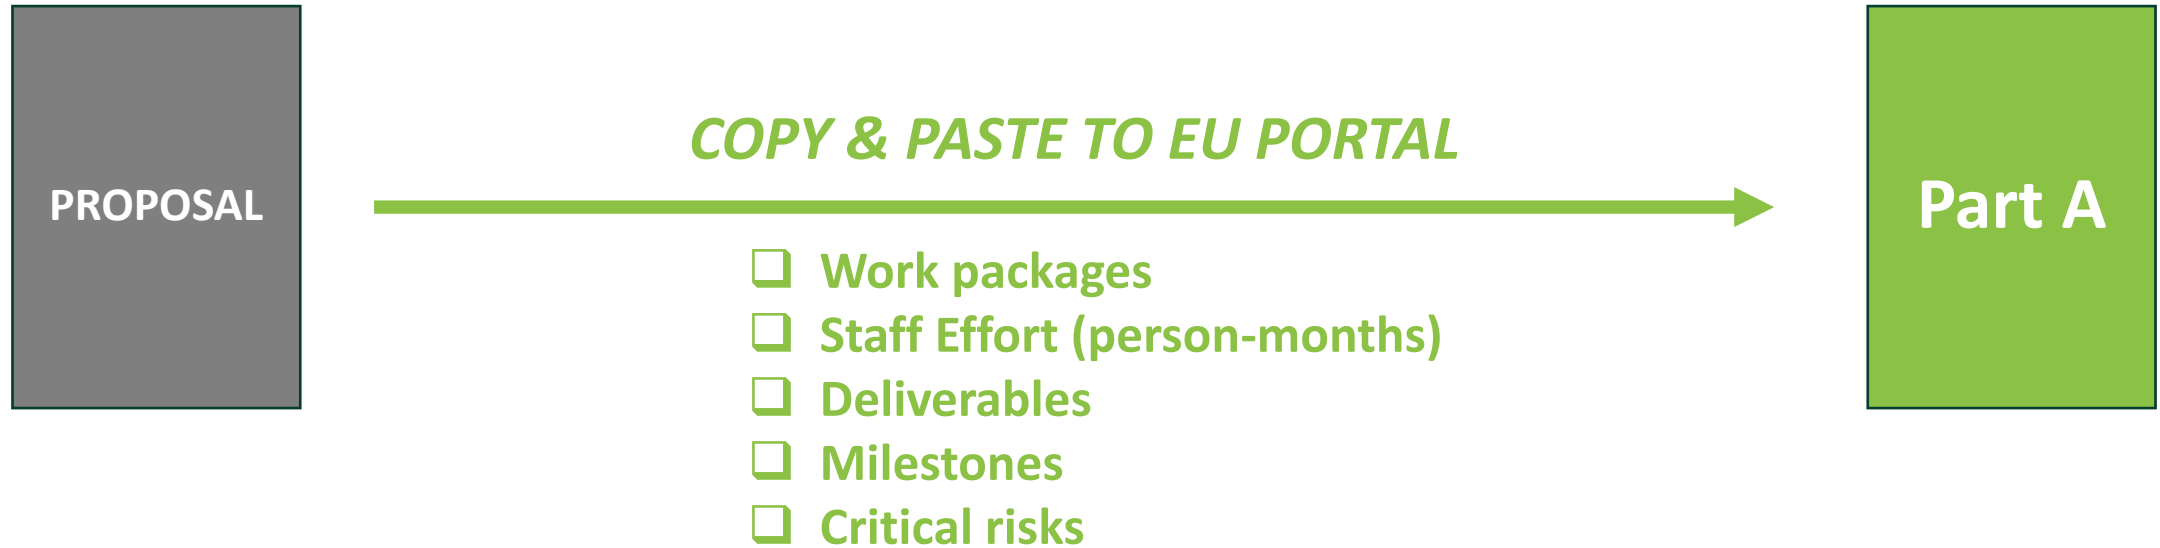 PROPOSAL
COPY & PASTE TO EU PORTAL
Work packages
Staff Effort (person-months)
Deliverables
Milestones
Critical risks
Part A